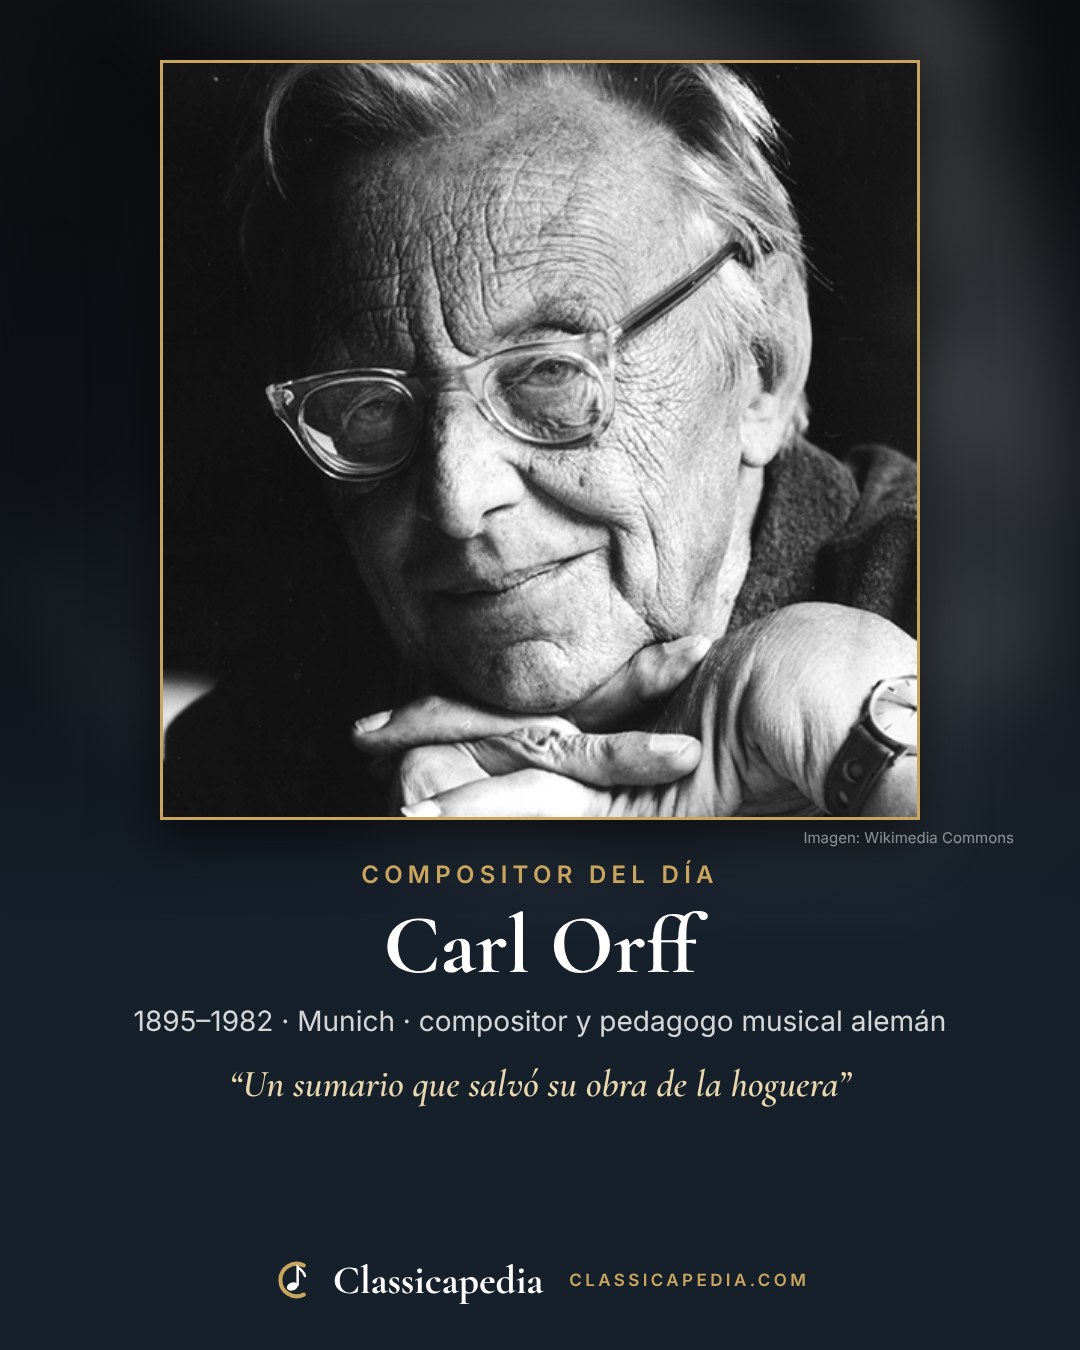 Imagen: Wikimedia Commons
COMPOSITOR DEL DÍA
Carl Orff
1895–1982 · Munich · compositor y pedagogo musical alemán
“Un sumario que salvó su obra de la hoguera”
Classicapedia CLASSICAPEDIA.COM